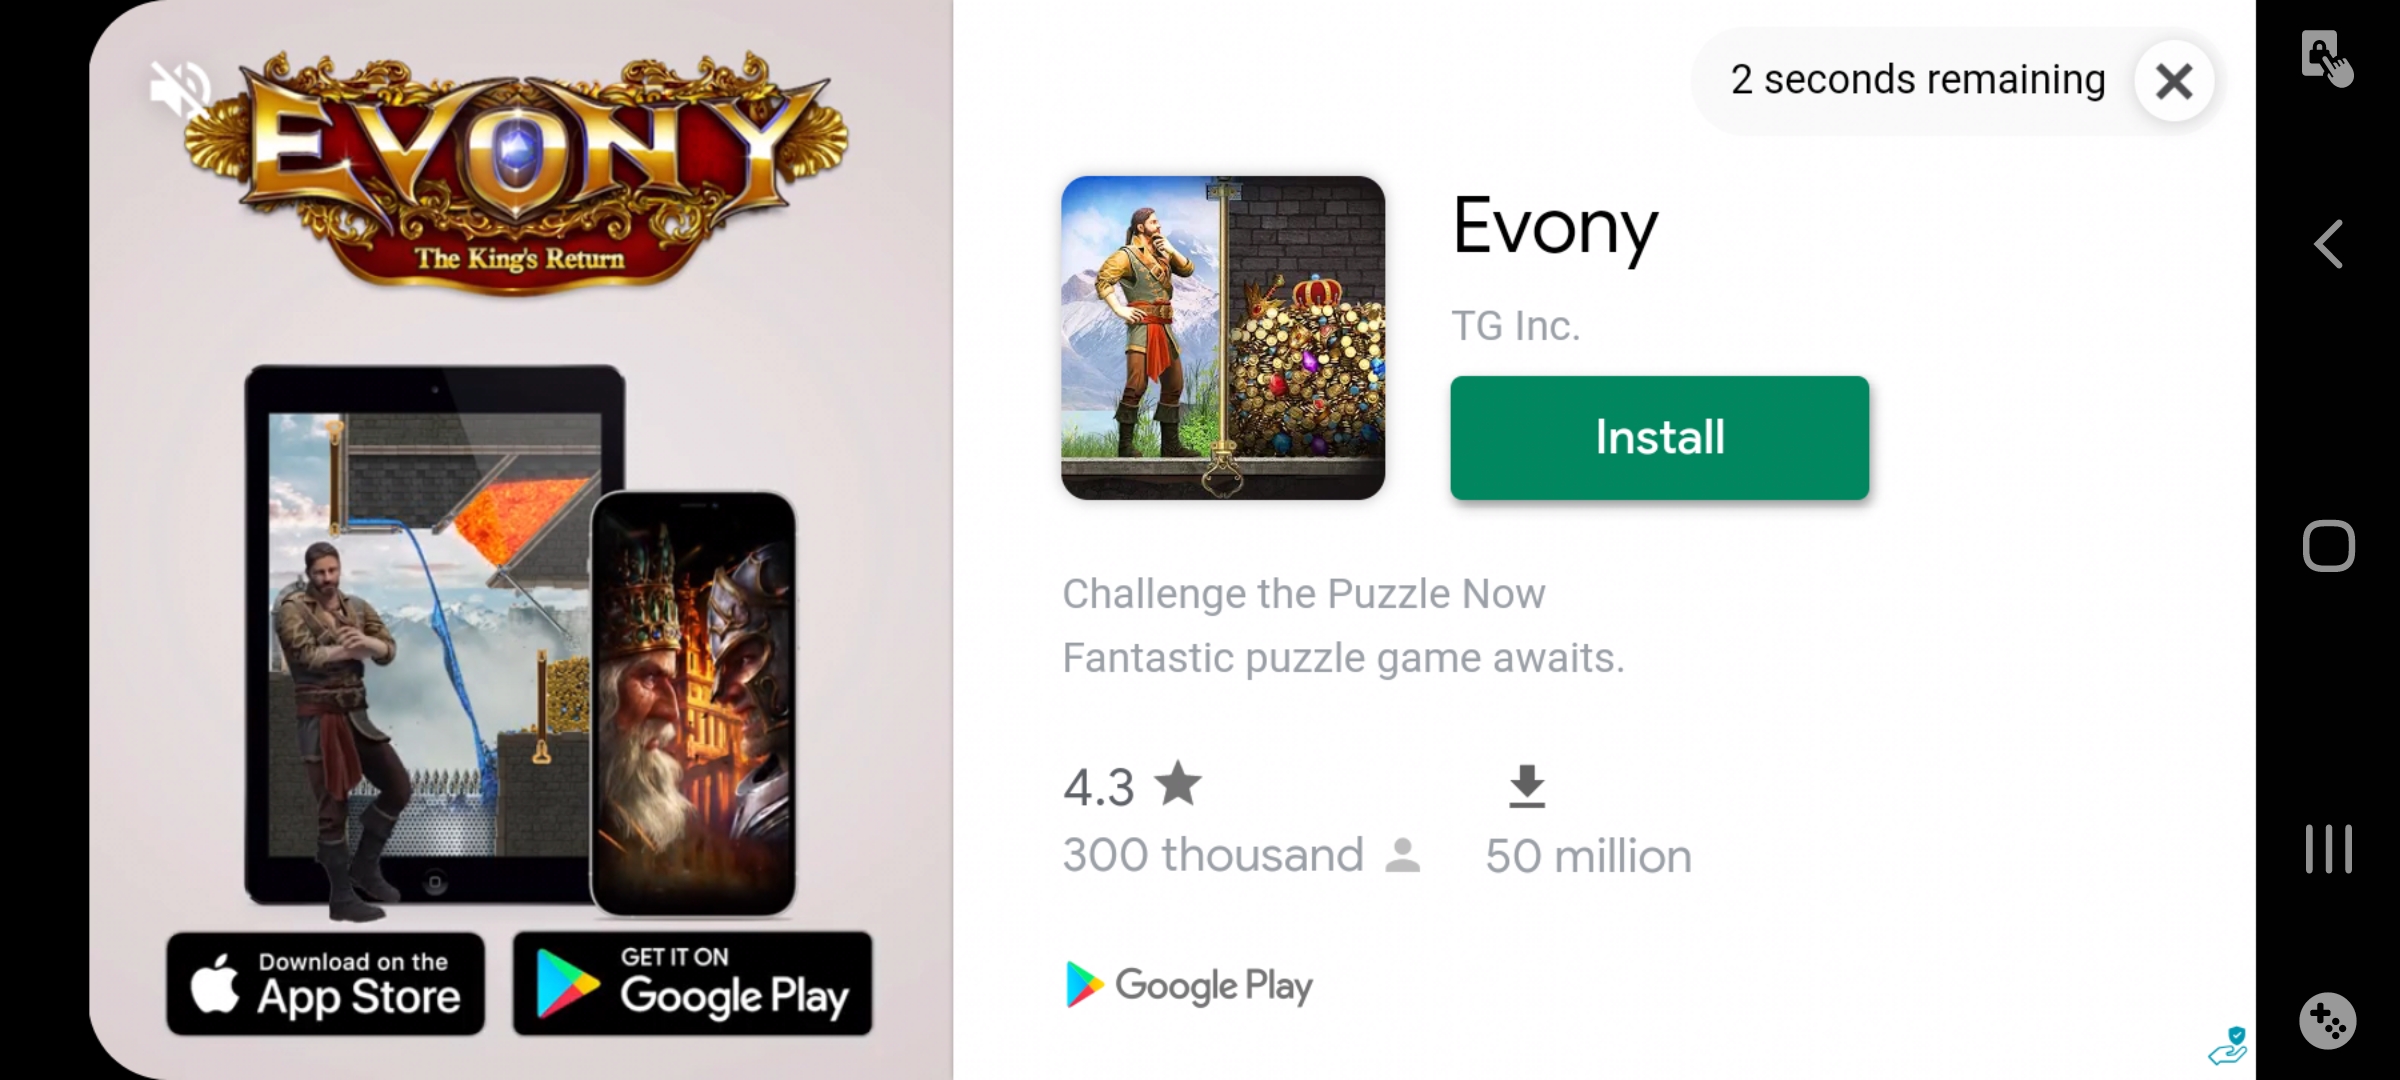 EVONY
The King's Return
Download on the
App Store
GET IT ON
Google Play
2 seconds remaining
Evony
TG Inc.
Install
Challenge the Puzzle Now
Fantastic puzzle game awaits.
4.3
300 thousand
50 million
Google Play